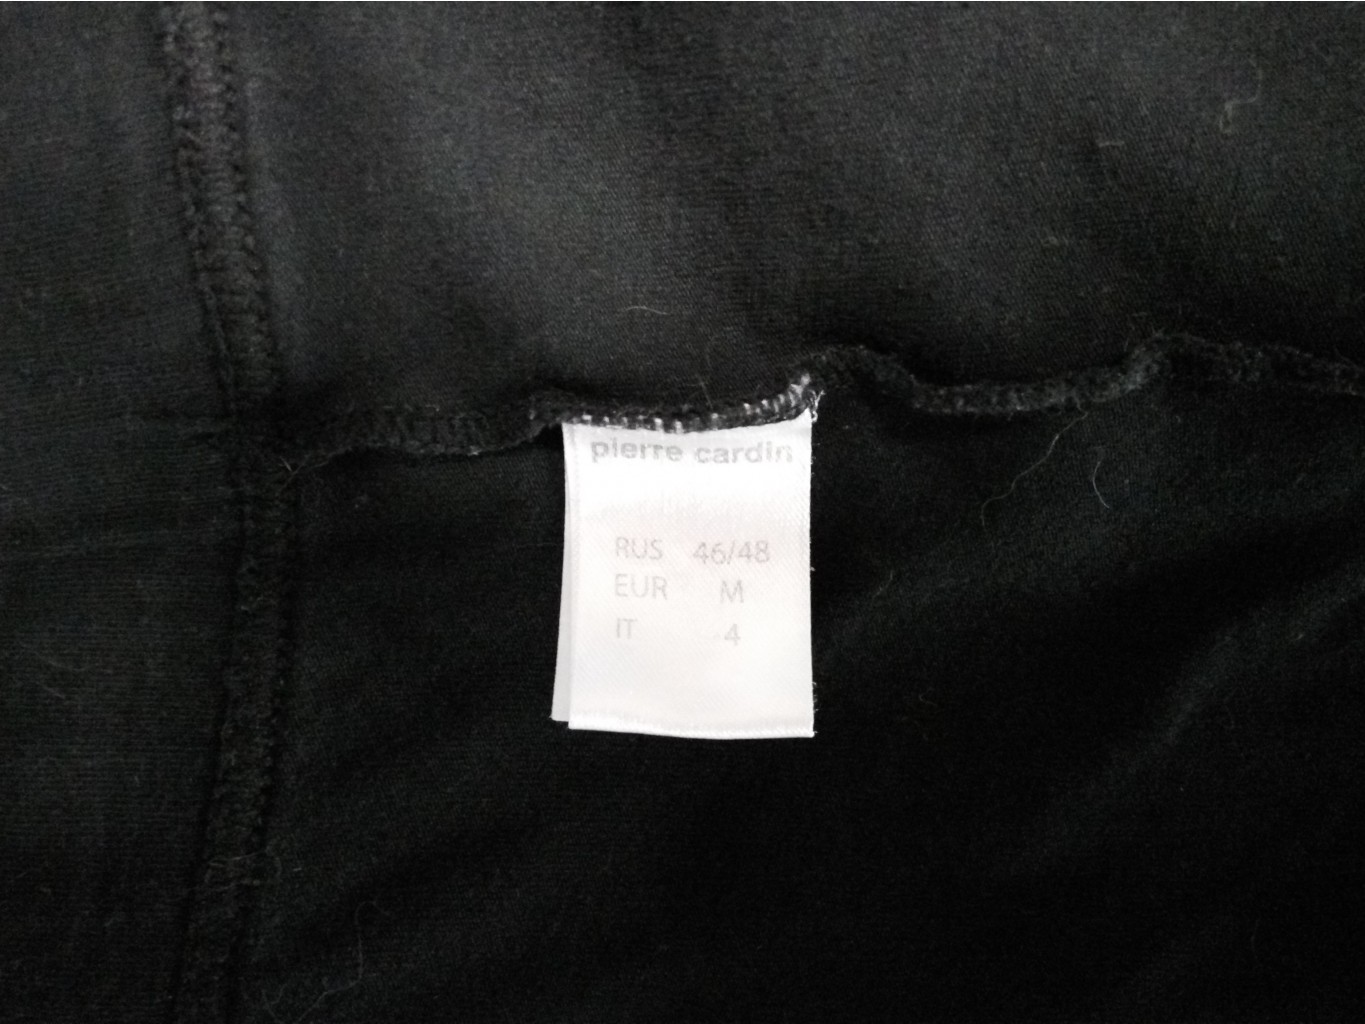 pierre cardin
RUS 46/48
EUR M
IT 4